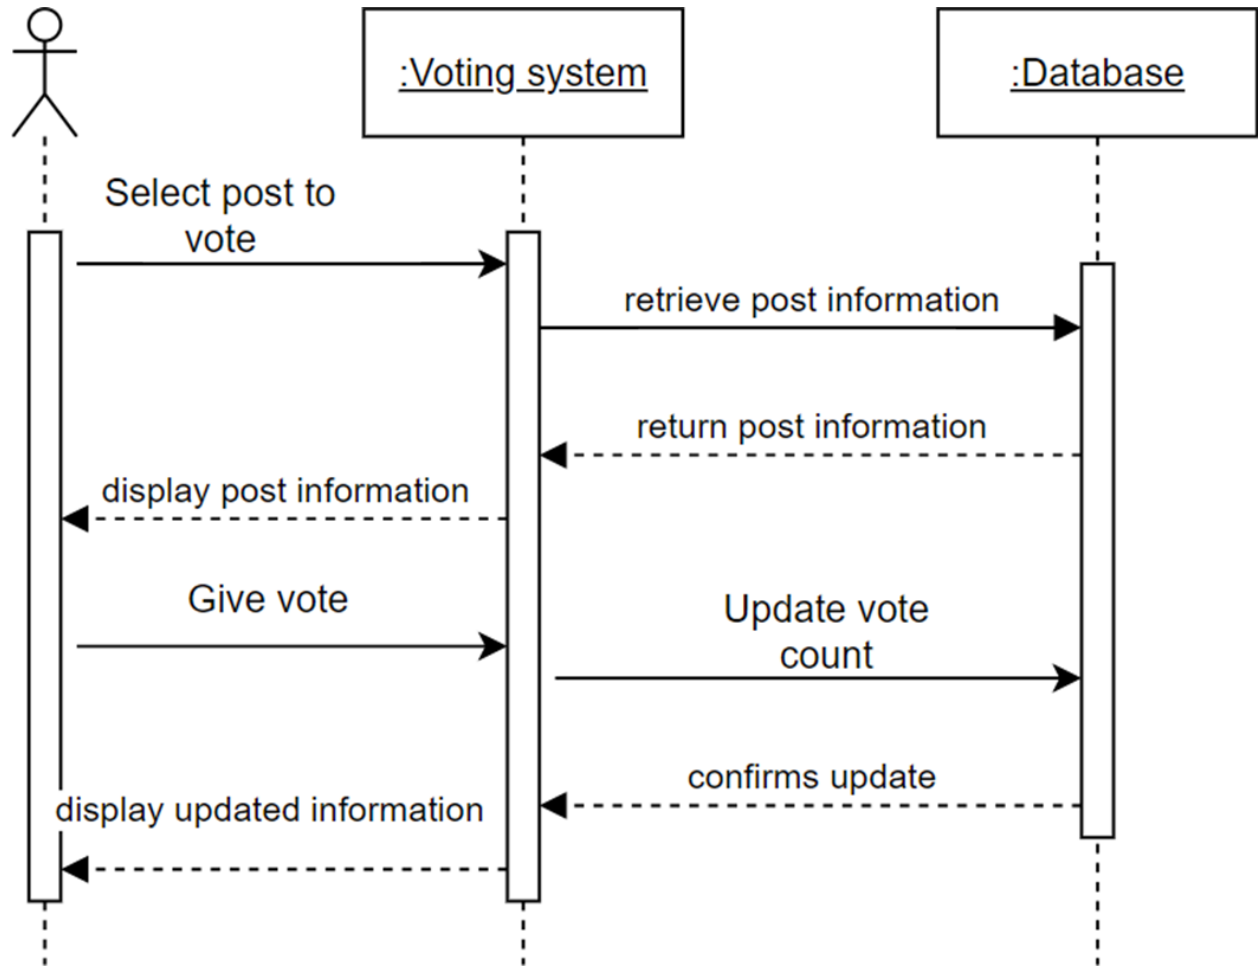 :Voting system
:Database
Select post to
vote
retrieve post information
return post information
display post information
Give vote
Update vote
count
confirms update
display updated information